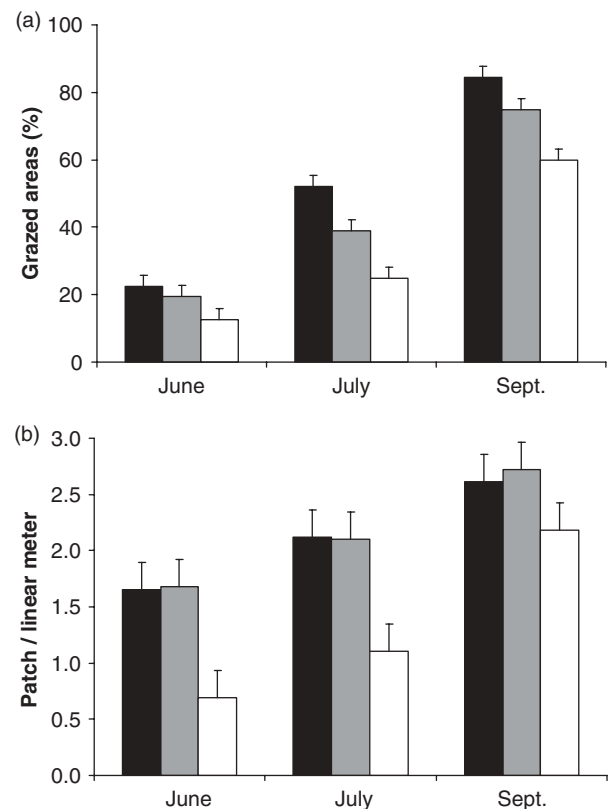 (a)
Grazed areas (%)
100
80
60
40
20
0
June July Sept.
(b)
Patch / linear meter
3.0
2.5
2.0
1.5
1.0
0.5
0.0
June July Sept.